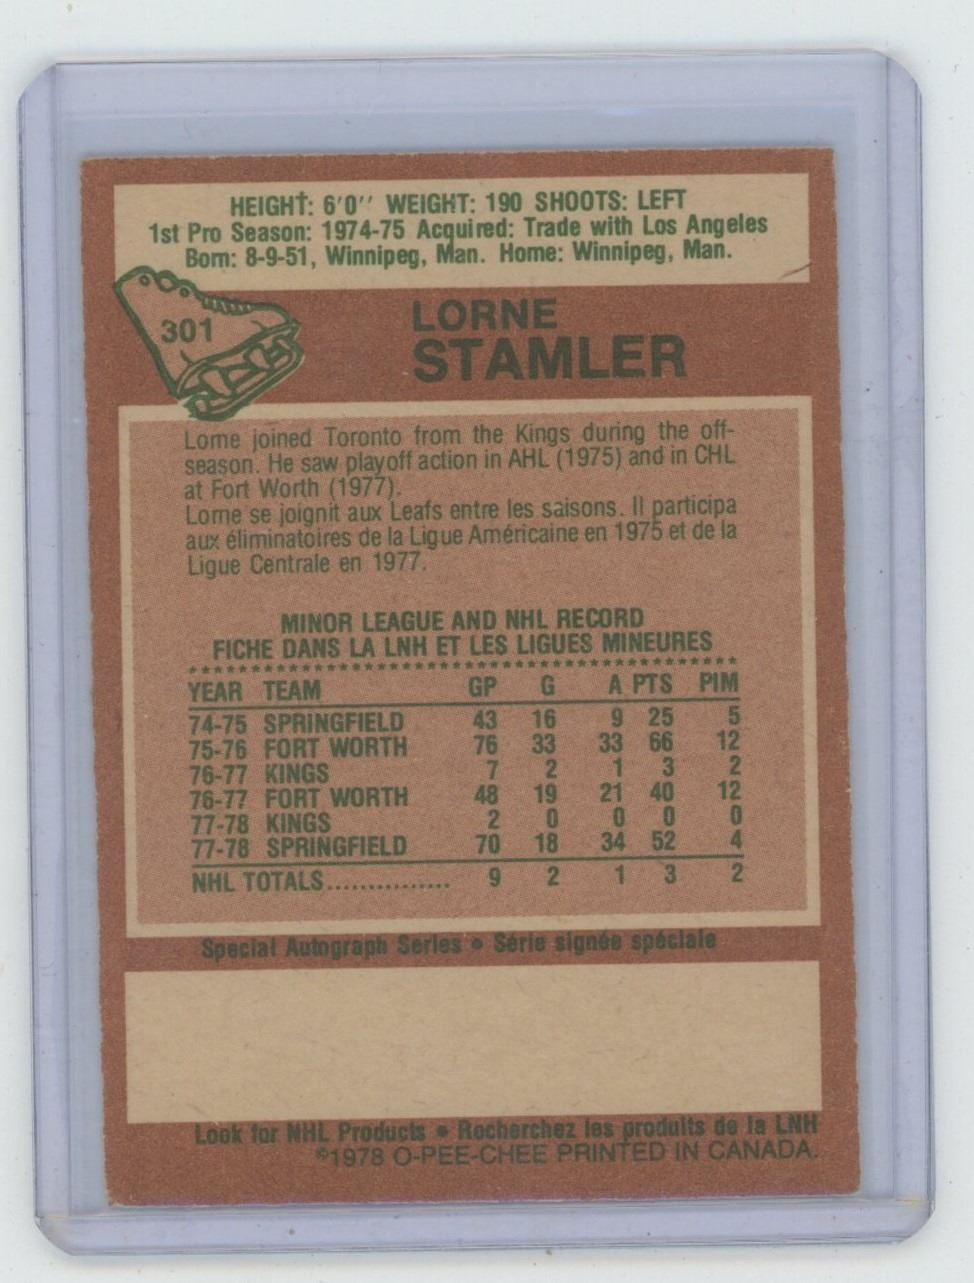 HEIGHT: 6'0'' WEIGHT: 190 SHOOTS: LEFT
1st Pro Season: 1974-75 Acquired: Trade with Los Angeles
Born: 8-9-51, Winnipeg, Man. Home: Winnipeg, Man.
301
LORNE
STAMLER
Lorne joined Toronto from the Kings during the off-
season. He saw playoff action in AHL (1975) and in CHL
at Fort Worth (1977).
Lorne se joignit aux Leafs entre les saisons. Il participa
aux éliminatoires de la Ligue Américaine en 1975 et de la
Ligue Centrale en 1977.
MINOR LEAGUE AND NHL RECORD
FICHE DANS LA LNH ET LES LIGUES MINEURES
YEAR TEAM GP G A PTS PIM
74-75 SPRINGFIELD 43 16 9 25 5
75-76 FORT WORTH 76 33 33 66 12
76-77 KINGS 7 2 1 3 2
76-77 FORT WORTH 48 19 21 40 12
77-78 KINGS 2 0 0 0 0
77-78 SPRINGFIELD 70 18 34 52 4
NHL TOTALS............... 9 2 1 3 2
Special Autograph Series • Série signée spéciale
Look for NHL Products • Recherchez les produits de la LNH
©1978 O-PEE-CHEE PRINTED IN CANADA.